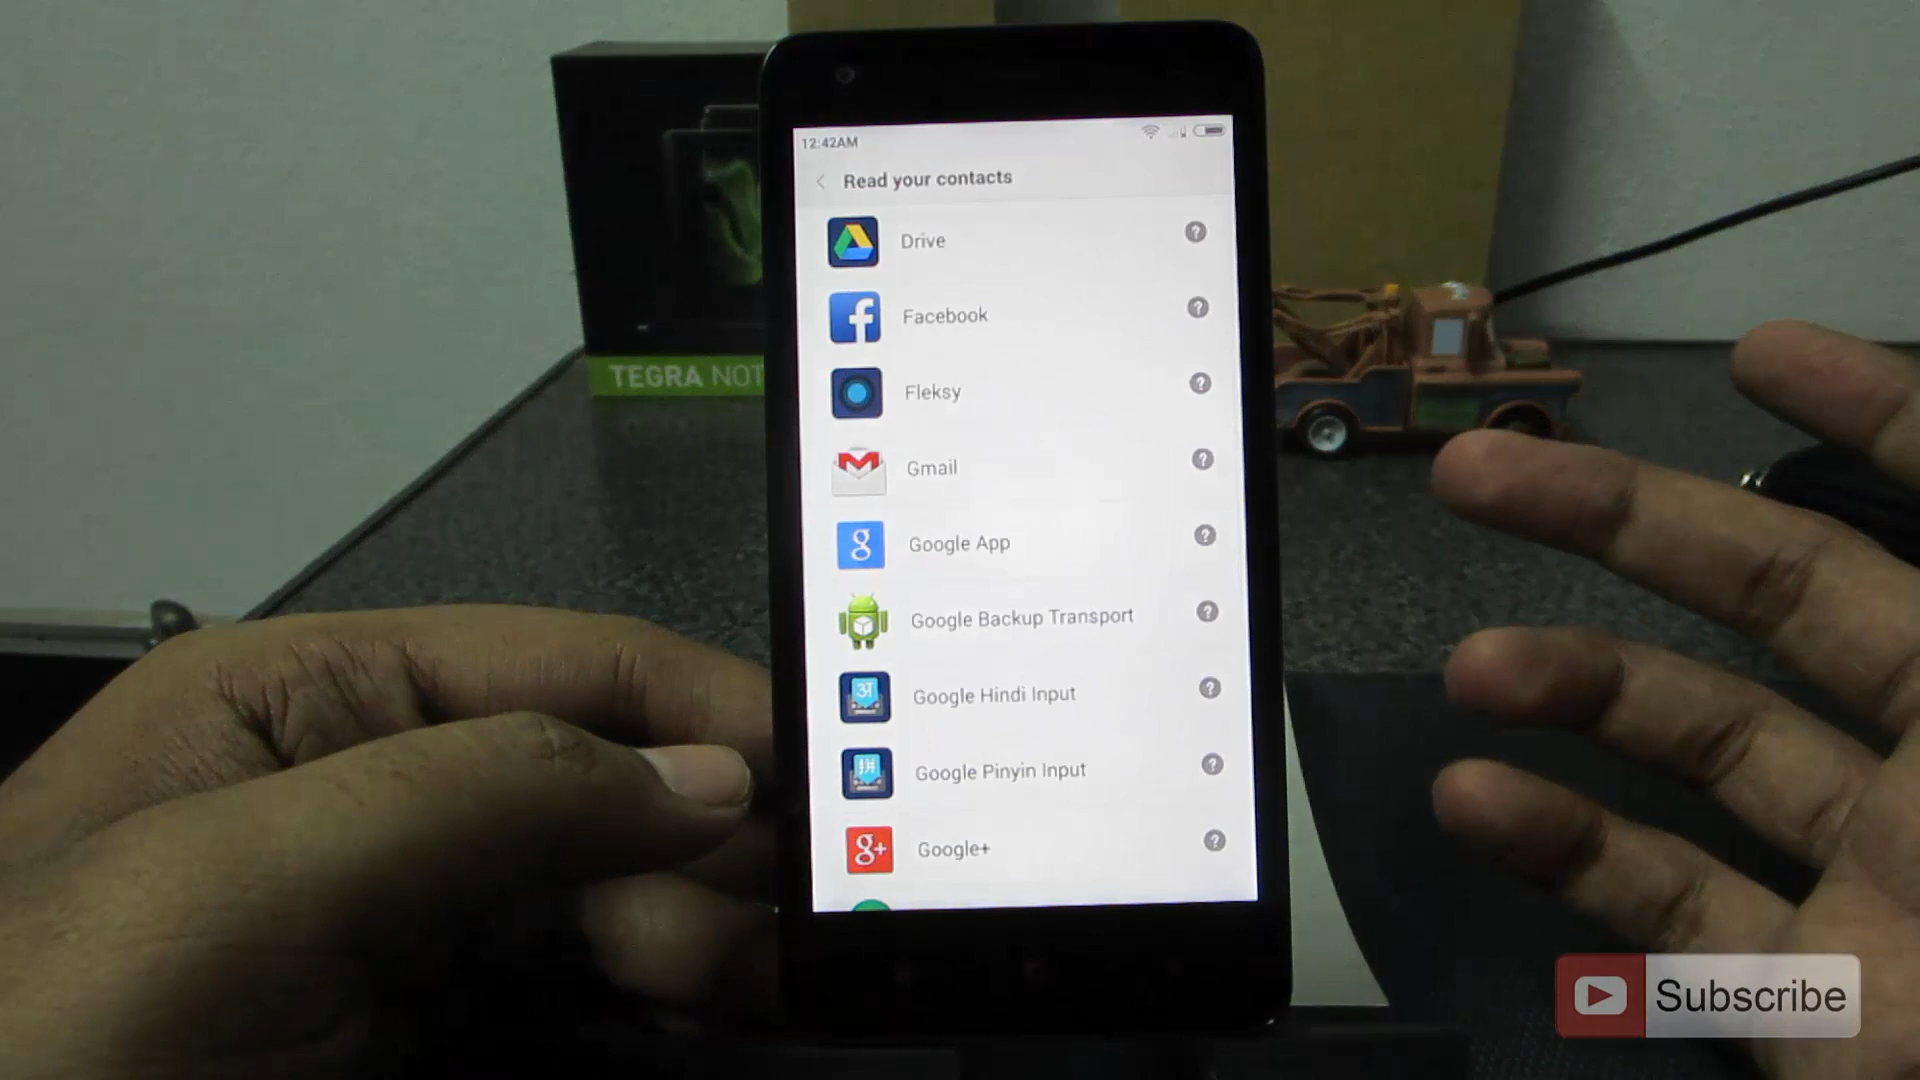 12:42AM
Read your contacts
Drive
Facebook
Fleksy
Gmail
Google App
Google Backup Transport
Google Hindi Input
Google Pinyin Input
Google+
TEGRA NOT
Subscribe